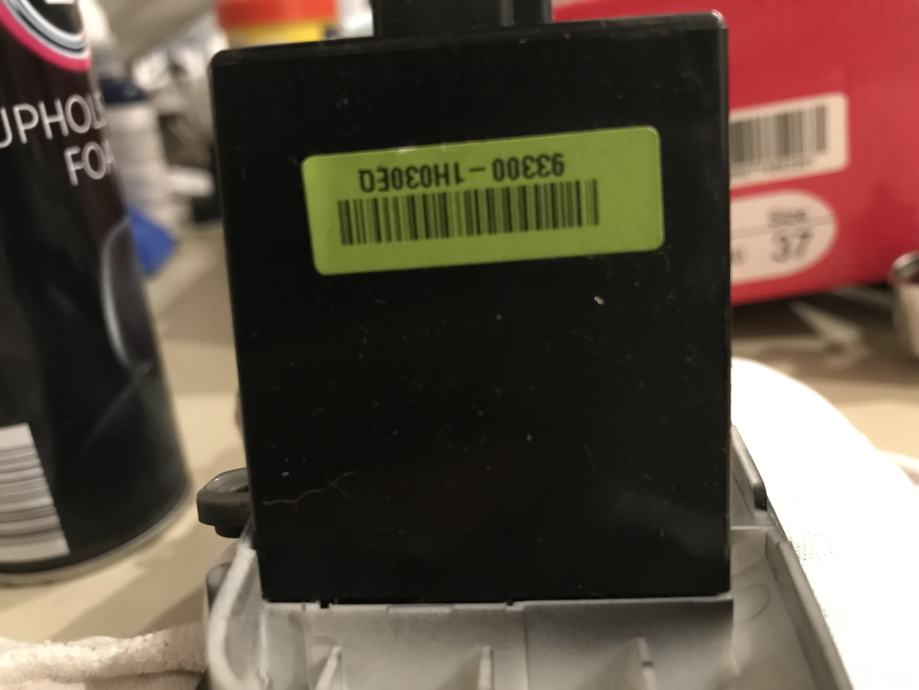 UPHOLS
FOA
93300-1H030EQ
Size
37